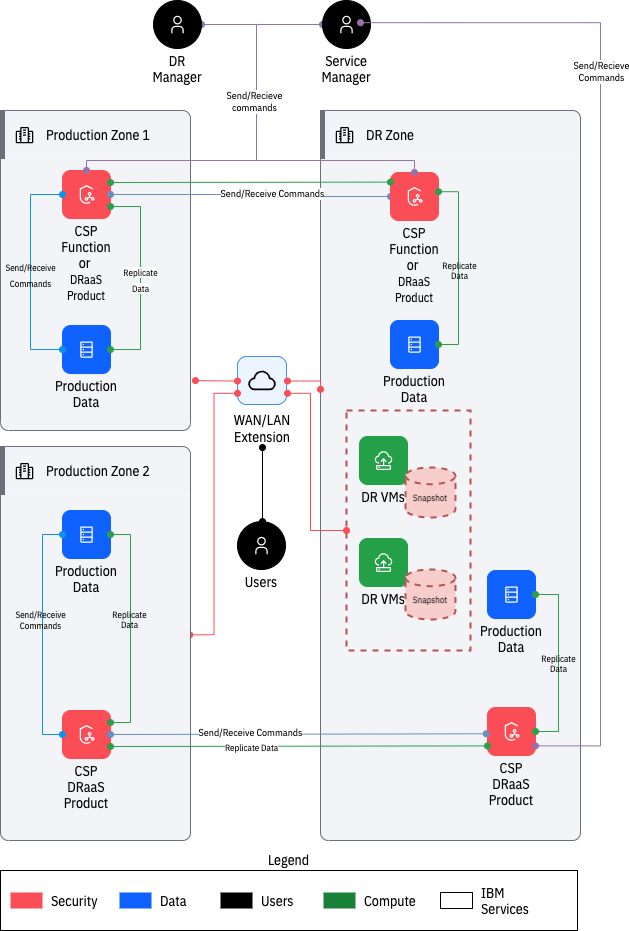 DR
Manager
Service
Manager
Send/Recieve
commands
Send/Recieve
Commands
Production Zone 1
DR Zone
CSP
Function
or
DRaaS
Product
Send/Receive Commands
CSP
Function
or
DRaaS
Product
Send/Receive
Commands
Replicate
Data
Replicate
Data
Production
Data
Production
Data
WAN/LAN
Extension
DR VMs
Snapshot
Production Zone 2
Users
DR VMs
Snapshot
Production
Data
Send/Receive
Commands
Replicate
Data
Production
Data
Replicate
Data
Send/Receive Commands
Replicate Data
CSP
DRaaS
Product
CSP
DRaaS
Product
Legend
Security
Data
Users
Compute
IBM
Services